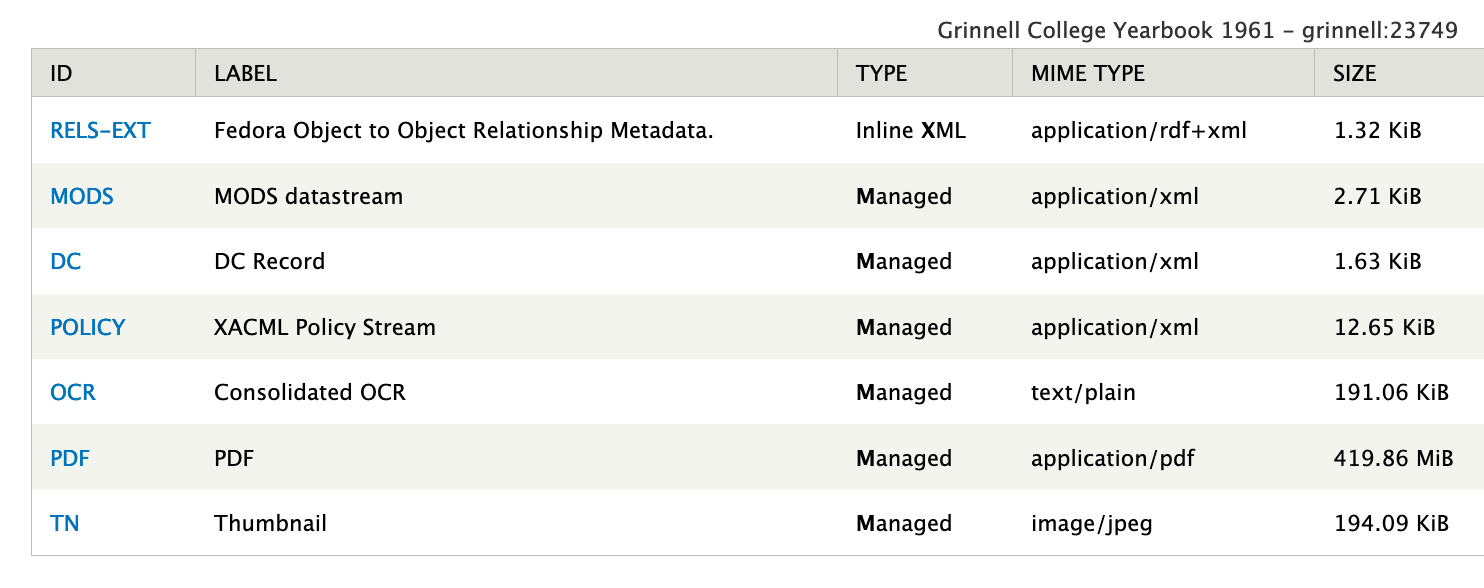 Grinnell College Yearbook 1961 - grinnell:23749
ID LABEL TYPE MIME TYPE SIZE
RELS-EXT Fedora Object to Object Relationship Metadata. Inline XML application/rdf+xml 1.32 KiB
MODS MODS datastream Managed application/xml 2.71 KiB
DC DC Record Managed application/xml 1.63 KiB
POLICY XACML Policy Stream Managed application/xml 12.65 KiB
OCR Consolidated OCR Managed text/plain 191.06 KiB
PDF PDF Managed application/pdf 419.86 MiB
TN Thumbnail Managed image/jpeg 194.09 KiB